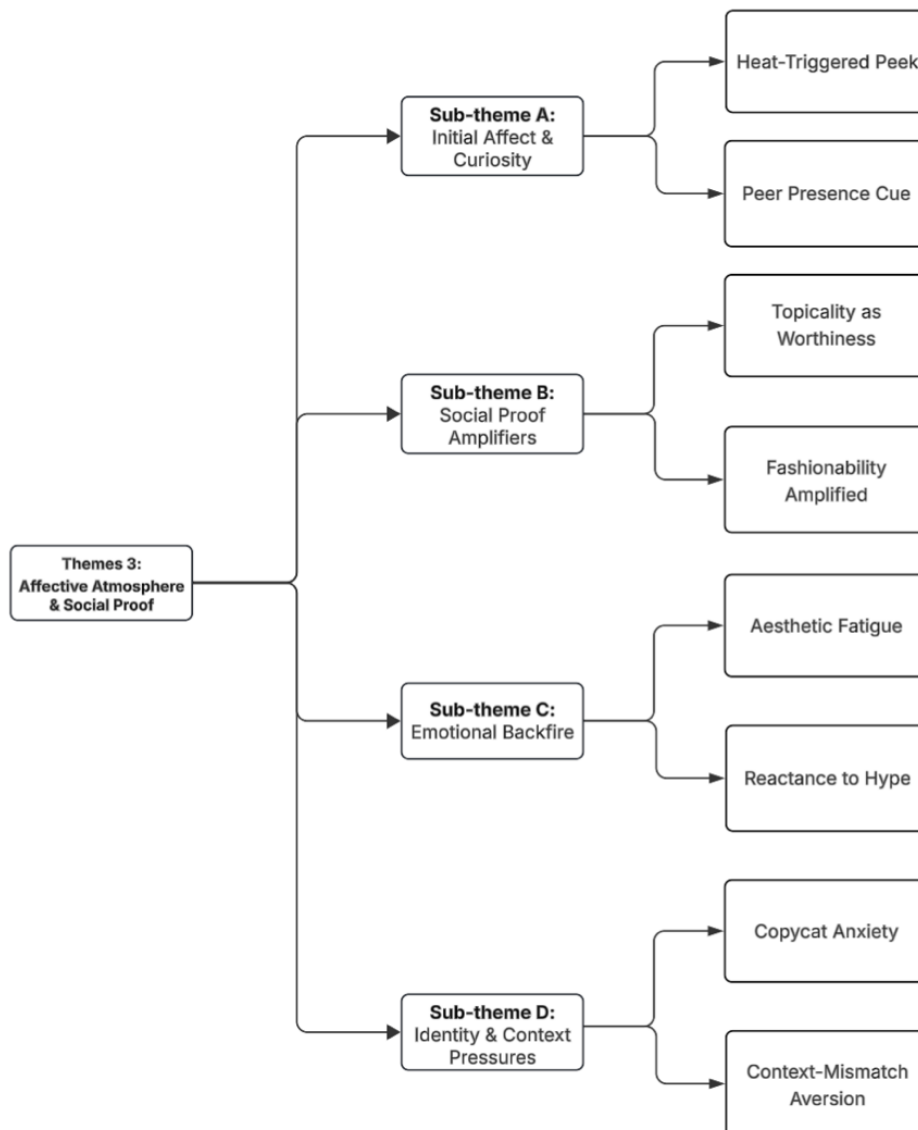 Themes 3:
Affective Atmosphere
& Social Proof
Sub-theme A:
Initial Affect &
Curiosity
Heat-Triggered Peek
Peer Presence Cue
Sub-theme B:
Social Proof
Amplifiers
Topicality as
Worthiness
Fashionability
Amplified
Sub-theme C:
Emotional Backfire
Aesthetic Fatigue
Reactance to Hype
Sub-theme D:
Identity & Context
Pressures
Copycat Anxiety
Context-Mismatch
Aversion